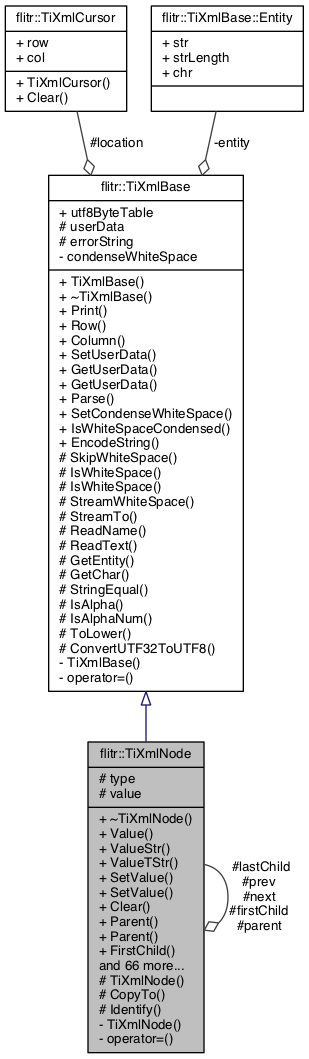 flitr::TiXmlCursor
+ row
+ col
+ TiXmlCursor()
+ Clear()
flitr::TiXmlBase::Entity
+ str
+ strLength
+ chr
#location
-entity
flitr::TiXmlBase
+ utf8ByteTable
# userData
# errorString
- condenseWhiteSpace
+ TiXmlBase()
+ ~TiXmlBase()
+ Print()
+ Row()
+ Column()
+ SetUserData()
+ GetUserData()
+ GetUserData()
+ Parse()
+ SetCondenseWhiteSpace()
+ IsWhiteSpaceCondensed()
+ EncodeString()
# SkipWhiteSpace()
# IsWhiteSpace()
# IsWhiteSpace()
# StreamWhiteSpace()
# StreamTo()
# ReadName()
# ReadText()
# GetEntity()
# GetChar()
# StringEqual()
# IsAlpha()
# IsAlphaNum()
# ToLower()
# ConvertUTF32ToUTF8()
- TiXmlBase()
- operator=()
flitr::TiXmlNode
# type
# value
+ ~TiXmlNode()
+ Value()
+ ValueStr()
+ ValueTStr()
+ SetValue()
+ SetValue()
+ Clear()
+ Parent()
+ Parent()
+ FirstChild()
and 66 more...
# TiXmlNode()
# CopyTo()
# Identify()
- TiXmlNode()
- operator=()
#lastChild
#prev
#next
#firstChild
#parent